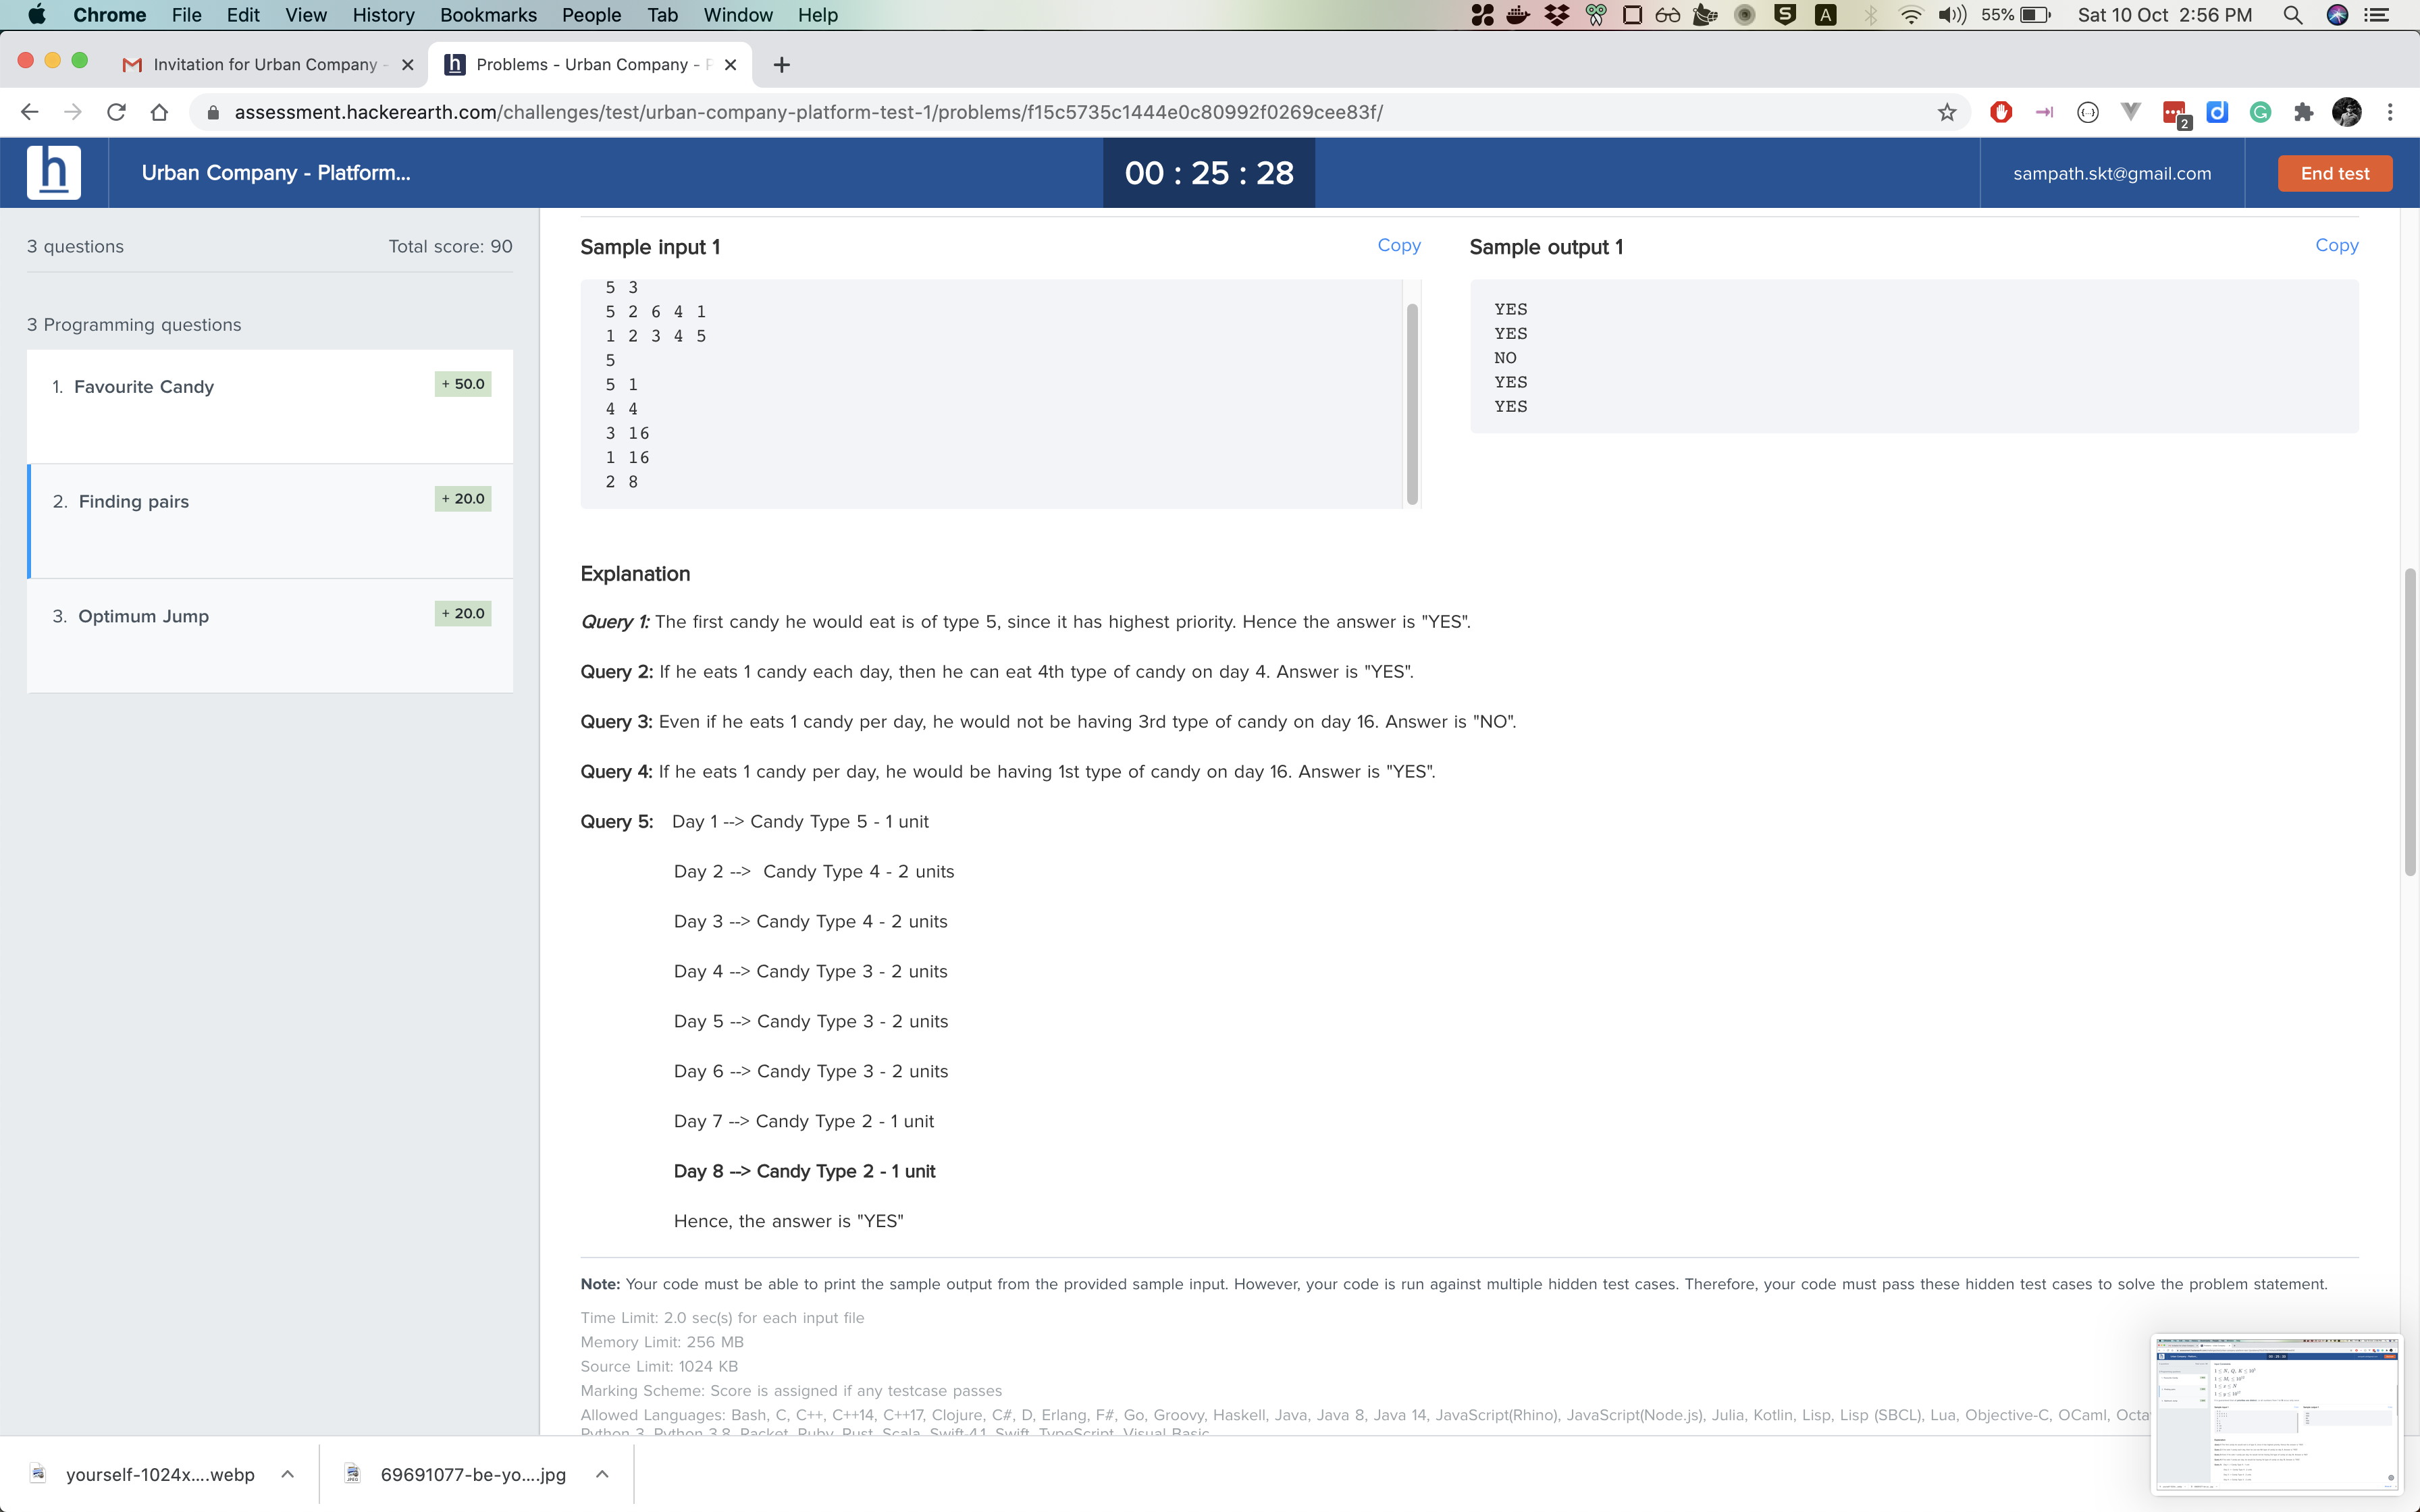 Chrome File Edit View History Bookmarks People Tab Window Help
55% Sat 10 Oct 2:56 PM
Invitation for Urban Company -
Problems - Urban Company -
assessment.hackerearth.com/challenges/test/urban-company-platform-test-1/problems/f15c5735c1444e0c80992f0269cee83f/
2
h Urban Company - Platform...
00 : 25 : 28
sampath.skt@gmail.com
End test
3 questions Total score: 90
3 Programming questions
1. Favourite Candy + 50.0
2. Finding pairs + 20.0
3. Optimum Jump + 20.0
Sample input 1 Copy
5 3
5 2 6 4 1
1 2 3 4 5
5
5 1
4 4
3 16
1 16
2 8
Sample output 1 Copy
YES
YES
NO
YES
YES
Explanation
Query 1: The first candy he would eat is of type 5, since it has highest priority. Hence the answer is "YES".
Query 2: If he eats 1 candy each day, then he can eat 4th type of candy on day 4. Answer is "YES".
Query 3: Even if he eats 1 candy per day, he would not be having 3rd type of candy on day 16. Answer is "NO".
Query 4: If he eats 1 candy per day, he would be having 1st type of candy on day 16. Answer is "YES".
Query 5: Day 1 --> Candy Type 5 - 1 unit
Day 2 --> Candy Type 4 - 2 units
Day 3 --> Candy Type 4 - 2 units
Day 4 --> Candy Type 3 - 2 units
Day 5 --> Candy Type 3 - 2 units
Day 6 --> Candy Type 3 - 2 units
Day 7 --> Candy Type 2 - 1 unit
Day 8 --> Candy Type 2 - 1 unit
Hence, the answer is "YES"
Note: Your code must be able to print the sample output from the provided sample input. However, your code is run against multiple hidden test cases. Therefore, your code must pass these hidden test cases to solve the problem statement.
Time Limit: 2.0 sec(s) for each input file
Memory Limit: 256 MB
Source Limit: 1024 KB
Marking Scheme: Score is assigned if any testcase passes
Allowed Languages: Bash, C, C++, C++14, C++17, Clojure, C#, D, Erlang, F#, Go, Groovy, Haskell, Java, Java 8, Java 14, JavaScript(Rhino), JavaScript(Node.js), Julia, Kotlin, Lisp, Lisp (SBCL), Lua, Objective-C, OCaml, Octa
Python 3, Python 3.8, Racket, Ruby, Rust, Scala, Swift-4.1, Swift, TypeScript, Visual Basic
yourself-1024x....webp
69691077-be-yo....jpg